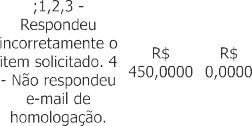 ;1,2,3 -
Respondeu
incorretamente o
item solicitado. 4
- Não respondeu
e-mail de
homologação.
R$
450,0000
R$
0,0000